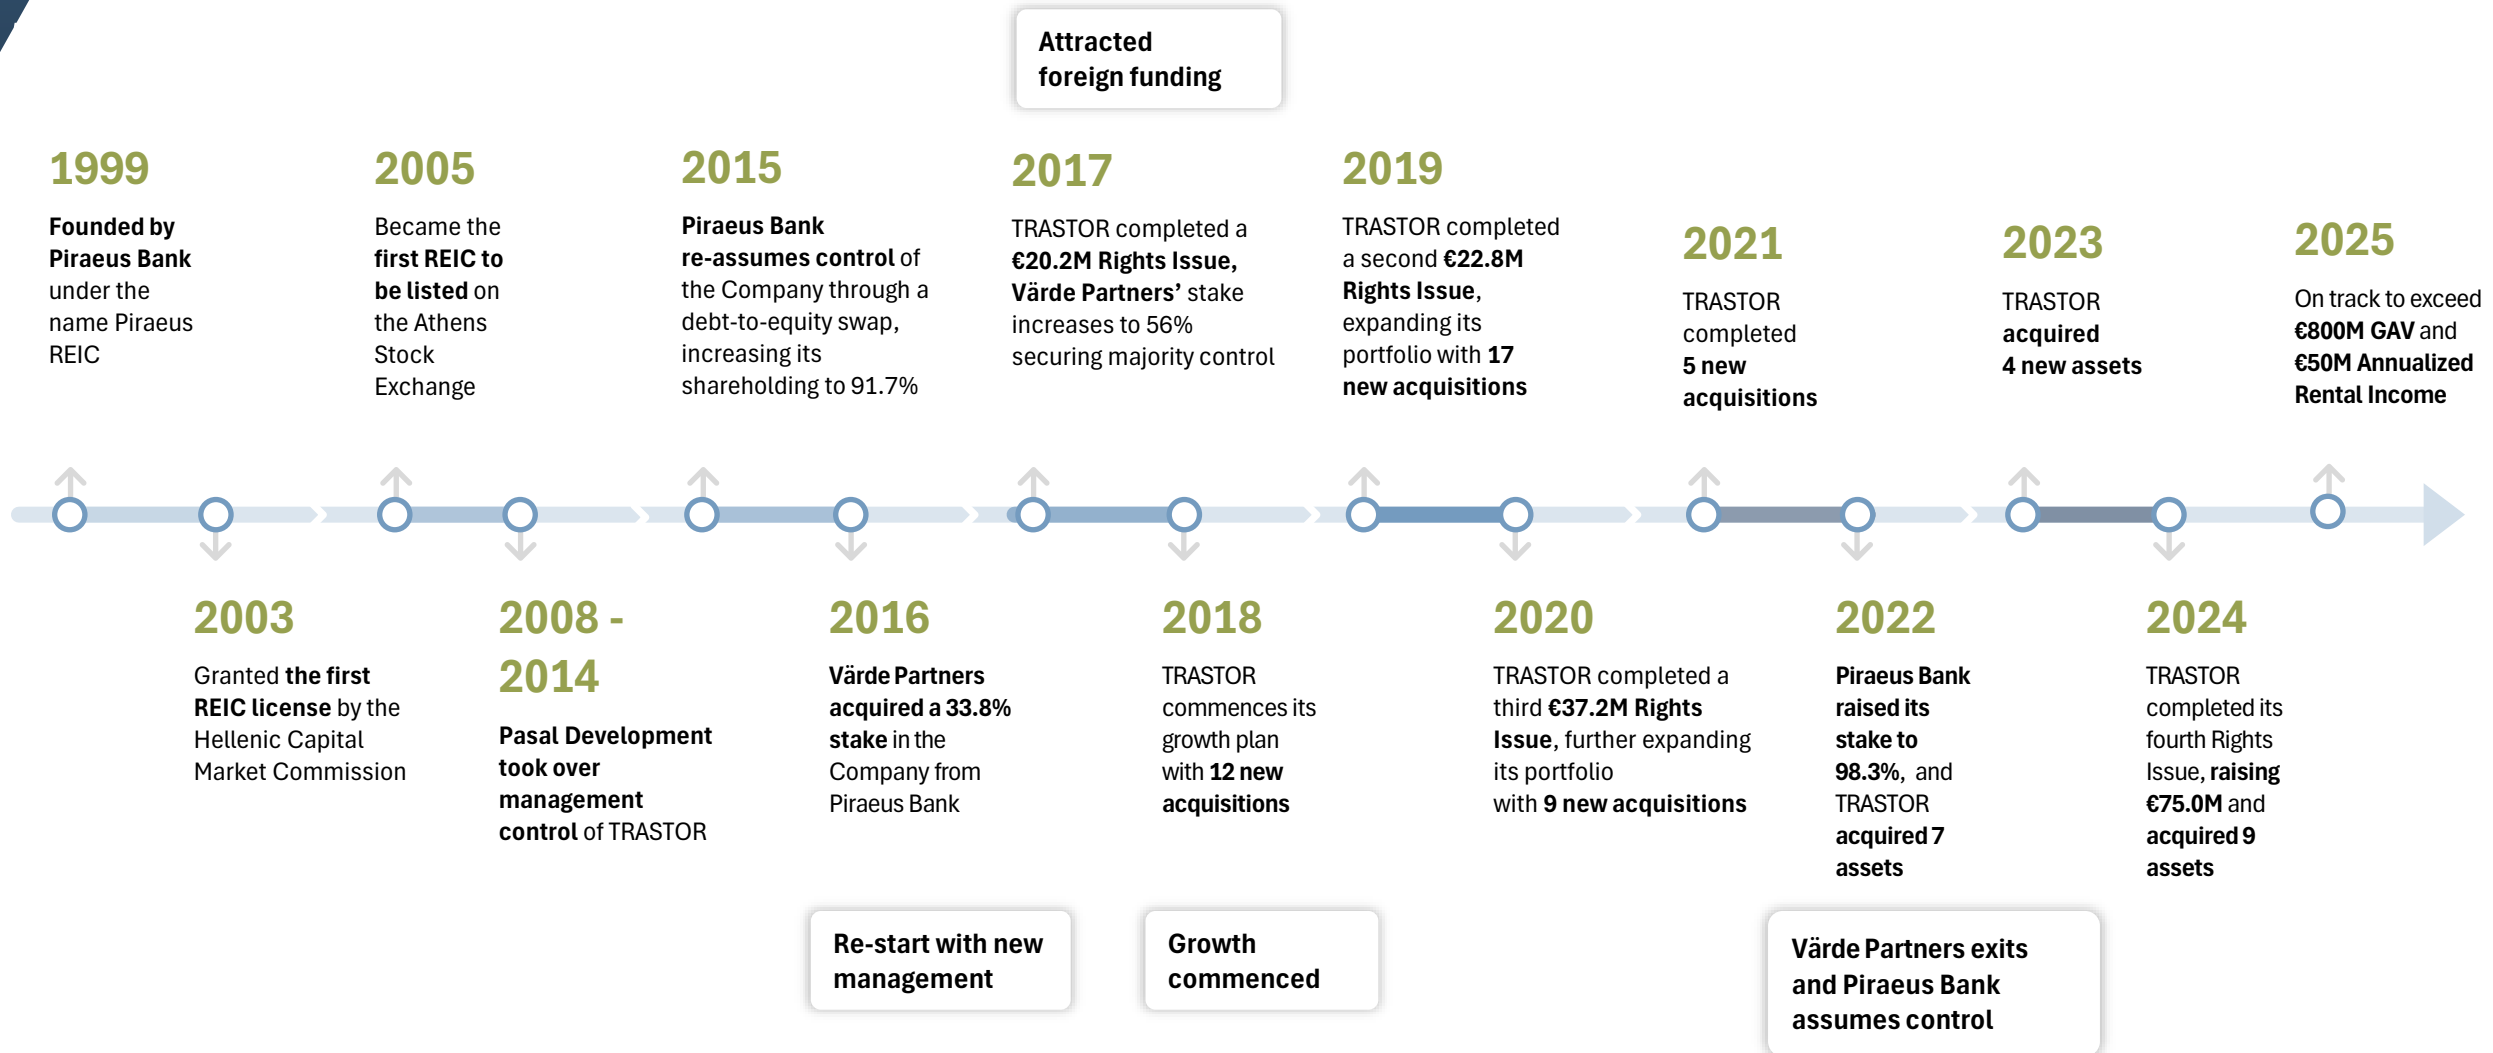 Attracted
foreign funding
1999
Founded by
Piraeus Bank
under the
name Piraeus
REIC
2005
Became the
first REIC to
be listed on
the Athens
Stock
Exchange
2015
Piraeus Bank
re-assumes control of
the Company through a
debt-to-equity swap,
increasing its
shareholding to 91.7%
2017
TRASTOR completed a
€20.2M Rights Issue,
Värde Partners’ stake
increases to 56%
securing majority control
2019
TRASTOR completed
a second €22.8M
Rights Issue,
expanding its
portfolio with 17
new acquisitions
2021
TRASTOR
completed
5 new
acquisitions
2023
TRASTOR
acquired
4 new assets
2025
On track to exceed
€800M GAV and
€50M Annualized
Rental Income
2003
Granted the first
REIC license by the
Hellenic Capital
Market Commission
2008 -
2014
Pasal Development
took over
management
control of TRASTOR
2016
Värde Partners
acquired a 33.8%
stake in the
Company from
Piraeus Bank
2018
TRASTOR
commences its
growth plan
with 12 new
acquisitions
2020
TRASTOR completed a
third €37.2M Rights
Issue, further expanding
its portfolio
with 9 new acquisitions
2022
Piraeus Bank
raised its
stake to
98.3%, and
TRASTOR
acquired 7
assets
2024
TRASTOR
completed its
fourth Rights
Issue, raising
€75.0M and
acquired 9
assets
Re-start with new
management
Growth
commenced
Värde Partners exits
and Piraeus Bank
assumes control